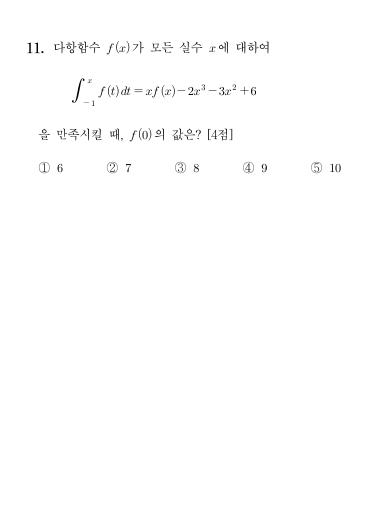 11. 다항함수 f(x)가 모든 실수 x에 대하여
∫_{-1}^{x} f(t)dt = xf(x) − 2x³ − 3x² + 6
을 만족시킬 때, f(0)의 값은? [4점]
① 6 ② 7 ③ 8 ④ 9 ⑤ 10